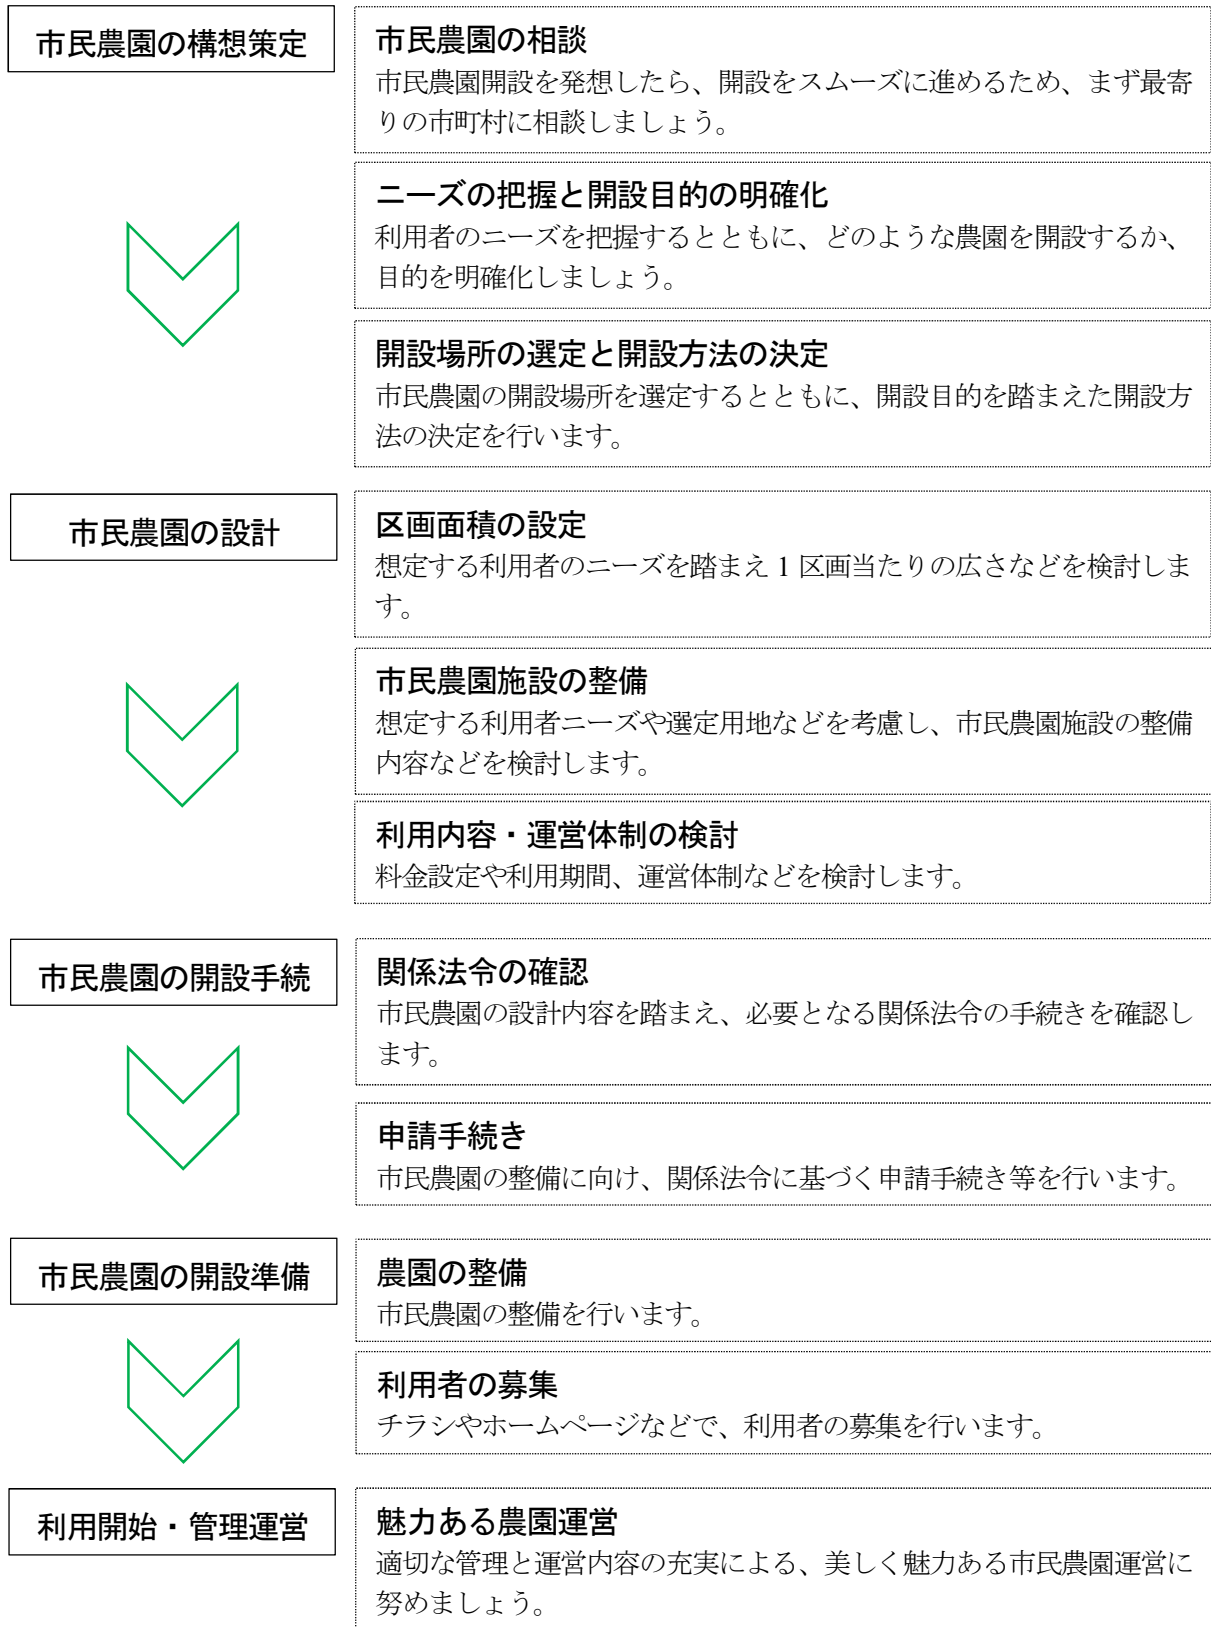 市民農園の構想策定
市民農園の相談
市民農園開設を発想したら、開設をスムーズに進めるため、まず最寄
りの市町村に相談しましょう。
ニーズの把握と開設目的の明確化
利用者のニーズを把握するとともに、どのような農園を開設するか、
目的を明確化しましょう。
開設場所の選定と開設方法の決定
市民農園の開設場所を選定するとともに、開設目的を踏まえた開設方
法の決定を行います。
市民農園の設計
区画面積の設定
想定する利用者のニーズを踏まえ 1 区画当たりの広さなどを検討しま
す。
市民農園施設の整備
想定する利用者ニーズや選定用地などを考慮し、市民農園施設の整備
内容などを検討します。
利用内容・運営体制の検討
料金設定や利用期間、運営体制などを検討します。
市民農園の開設手続
関係法令の確認
市民農園の設計内容を踏まえ、必要となる関係法令の手続きを確認し
ます。
申請手続き
市民農園の整備に向け、関係法令に基づく申請手続き等を行います。
市民農園の開設準備
農園の整備
市民農園の整備を行います。
利用者の募集
チラシやホームページなどで、利用者の募集を行います。
利用開始・管理運営
魅力ある農園運営
適切な管理と運営内容の充実による、美しく魅力ある市民農園運営に
努めましょう。